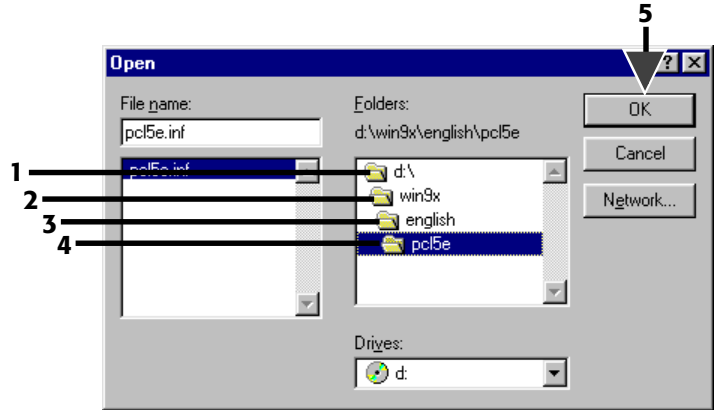 5
Open
?
File name:
Folders:
OK
pcl5e.inf
d:\win9x\english\pcl5e
Cancel
pcl5e.inf
1
d:\
2
win9x
Network...
3
english
4
pcl5e
Drives:
d: